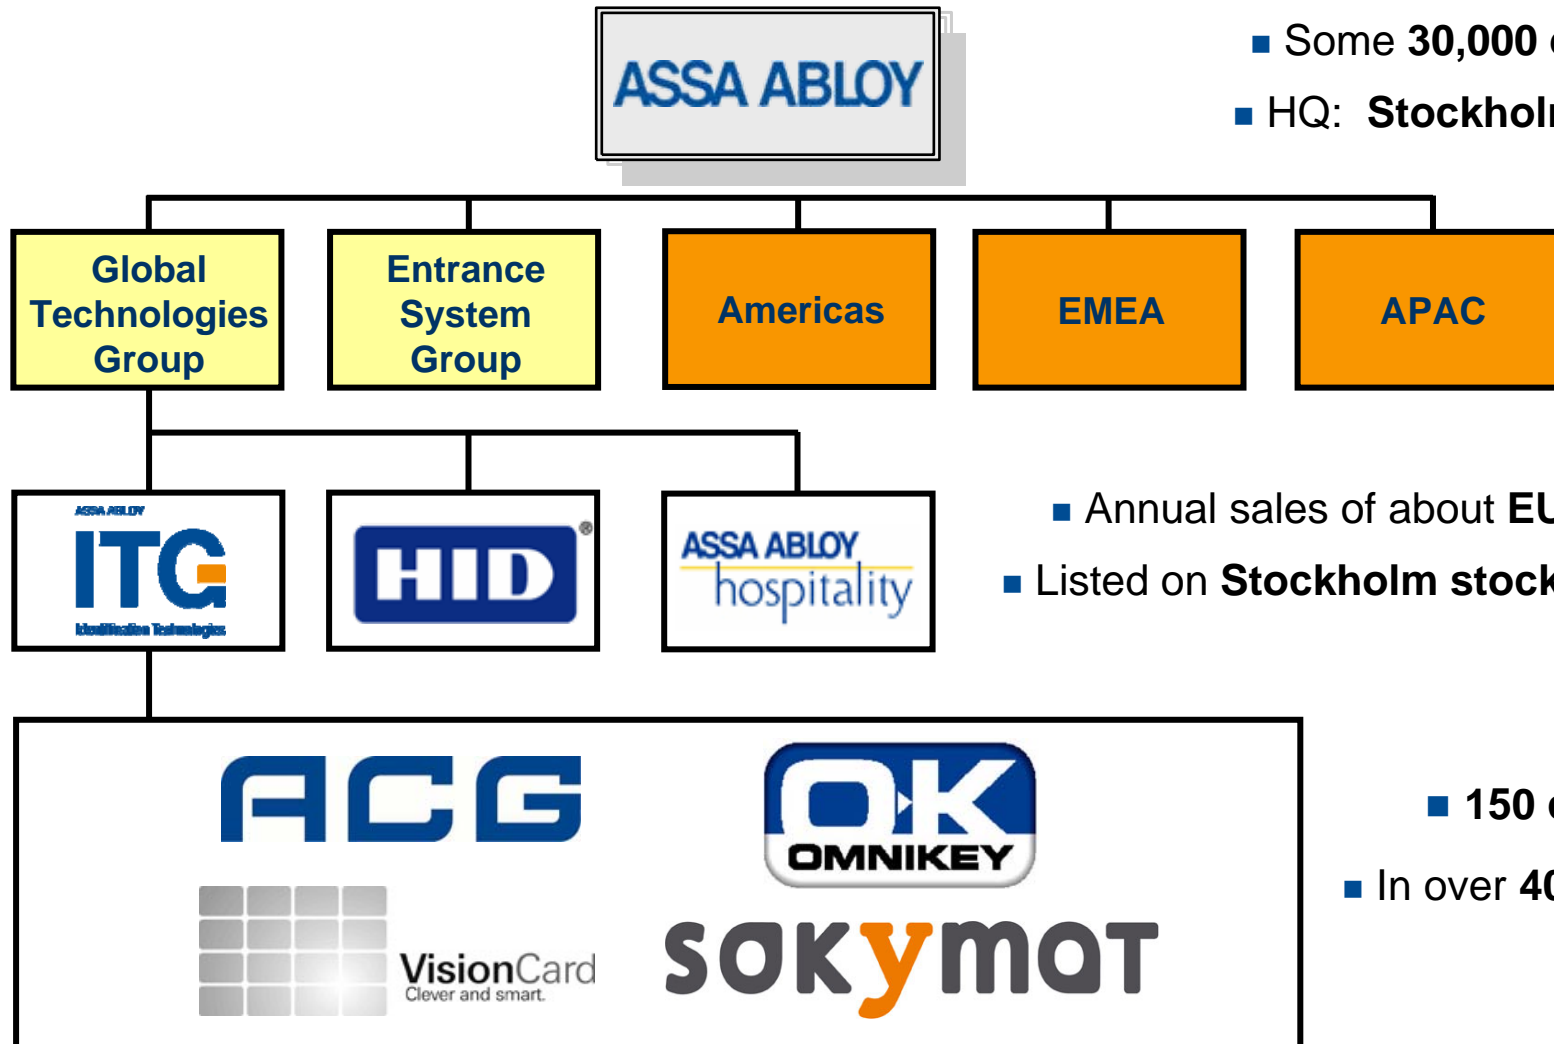 ASSA ABLOY
Some 30,000
HQ: Stockhol
Global
Technologies
Group
Entrance
System
Group
Americas
EMEA
APAC
ASSA ABLOY
ITG
Identification Technologies
HID®
ASSA ABLOY
hospitality
Annual sales of about EU
Listed on Stockholm stock
ACG
OK
OMNIKEY
150
In over 40
VisionCard
Clever and smart.
sokymat